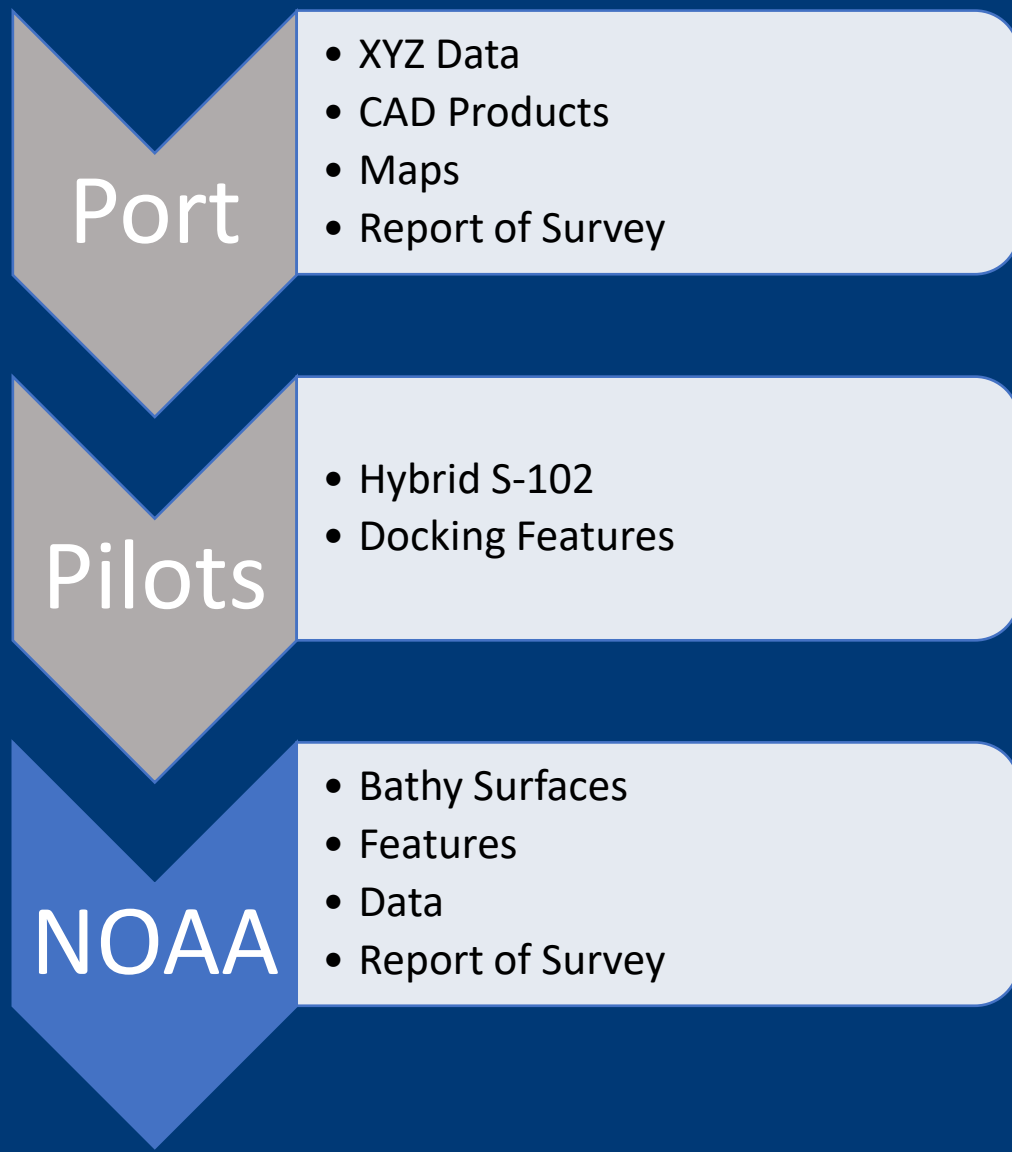 Port
• XYZ Data
• CAD Products
• Maps
• Report of Survey
Pilots
• Hybrid S-102
• Docking Features
NOAA
• Bathy Surfaces
• Features
• Data
• Report of Survey